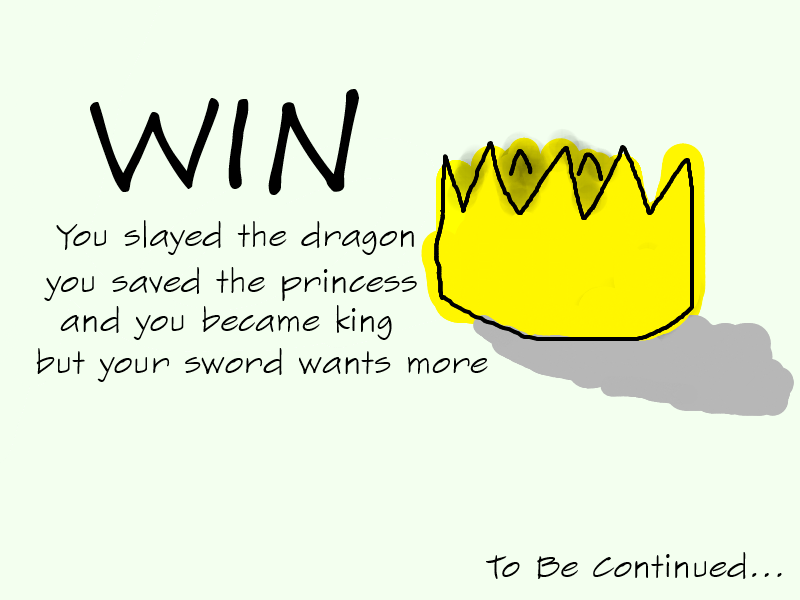 WIN
You slayed the dragon
you saved the princess
and you became king
but your sword wants more
To Be Continued...